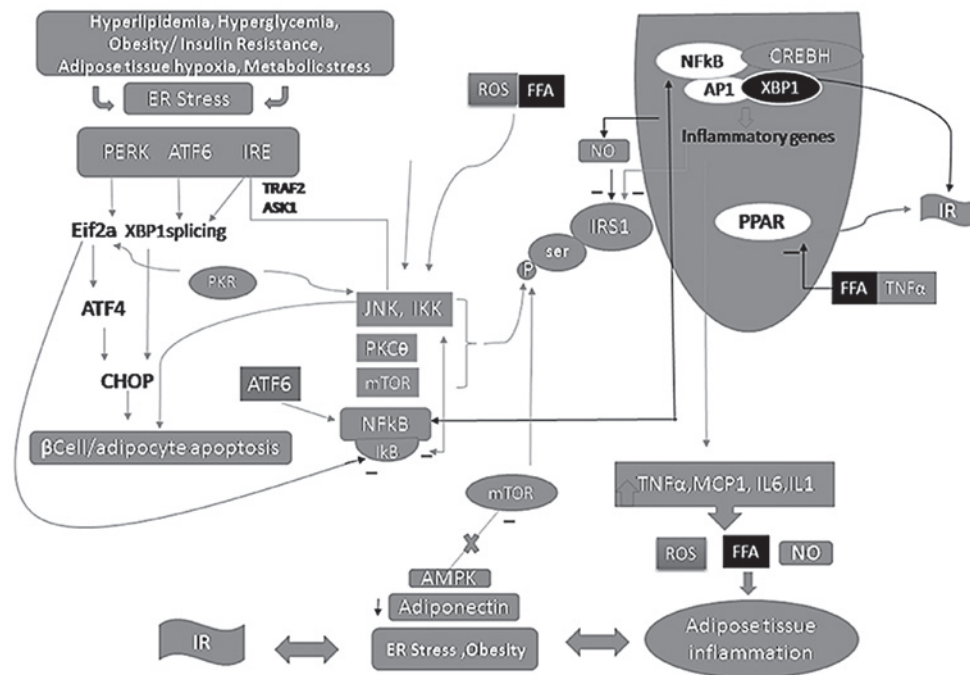 Hyperlipidemia, Hyperglycemia,
Obesity/ Insulin Resistance,
Adipose tissue hypoxia, Metabolic stress
ER Stress
PERK ATF6 IRE
TRAF2
ASK1
Eif2a XBP1splicing
PKR
ATF4
CHOP
βCell/adipocyte apoptosis
ROS FFA
JNK, IKK
PKCθ
mTOR
ATF6
NFkB
IkB
–
–
P
ser
IRS1
NO
–
–
NFkB
CREBH
AP1
XBP1
Inflammatory genes
PPAR
–
FFA TNFα
IR
mTOR
–
AMPK
Adiponectin
ER Stress ,Obesity
IR
TNFα,MCP1, IL6,IL1
ROS
FFA
NO
Adipose tissue
inflammation